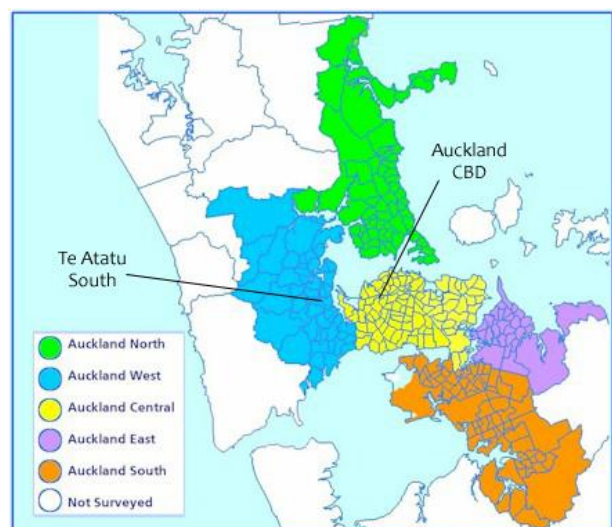 Auckland
CBD
Te Atatu
South
Auckland North
Auckland West
Auckland Central
Auckland East
Auckland South
Not Surveyed